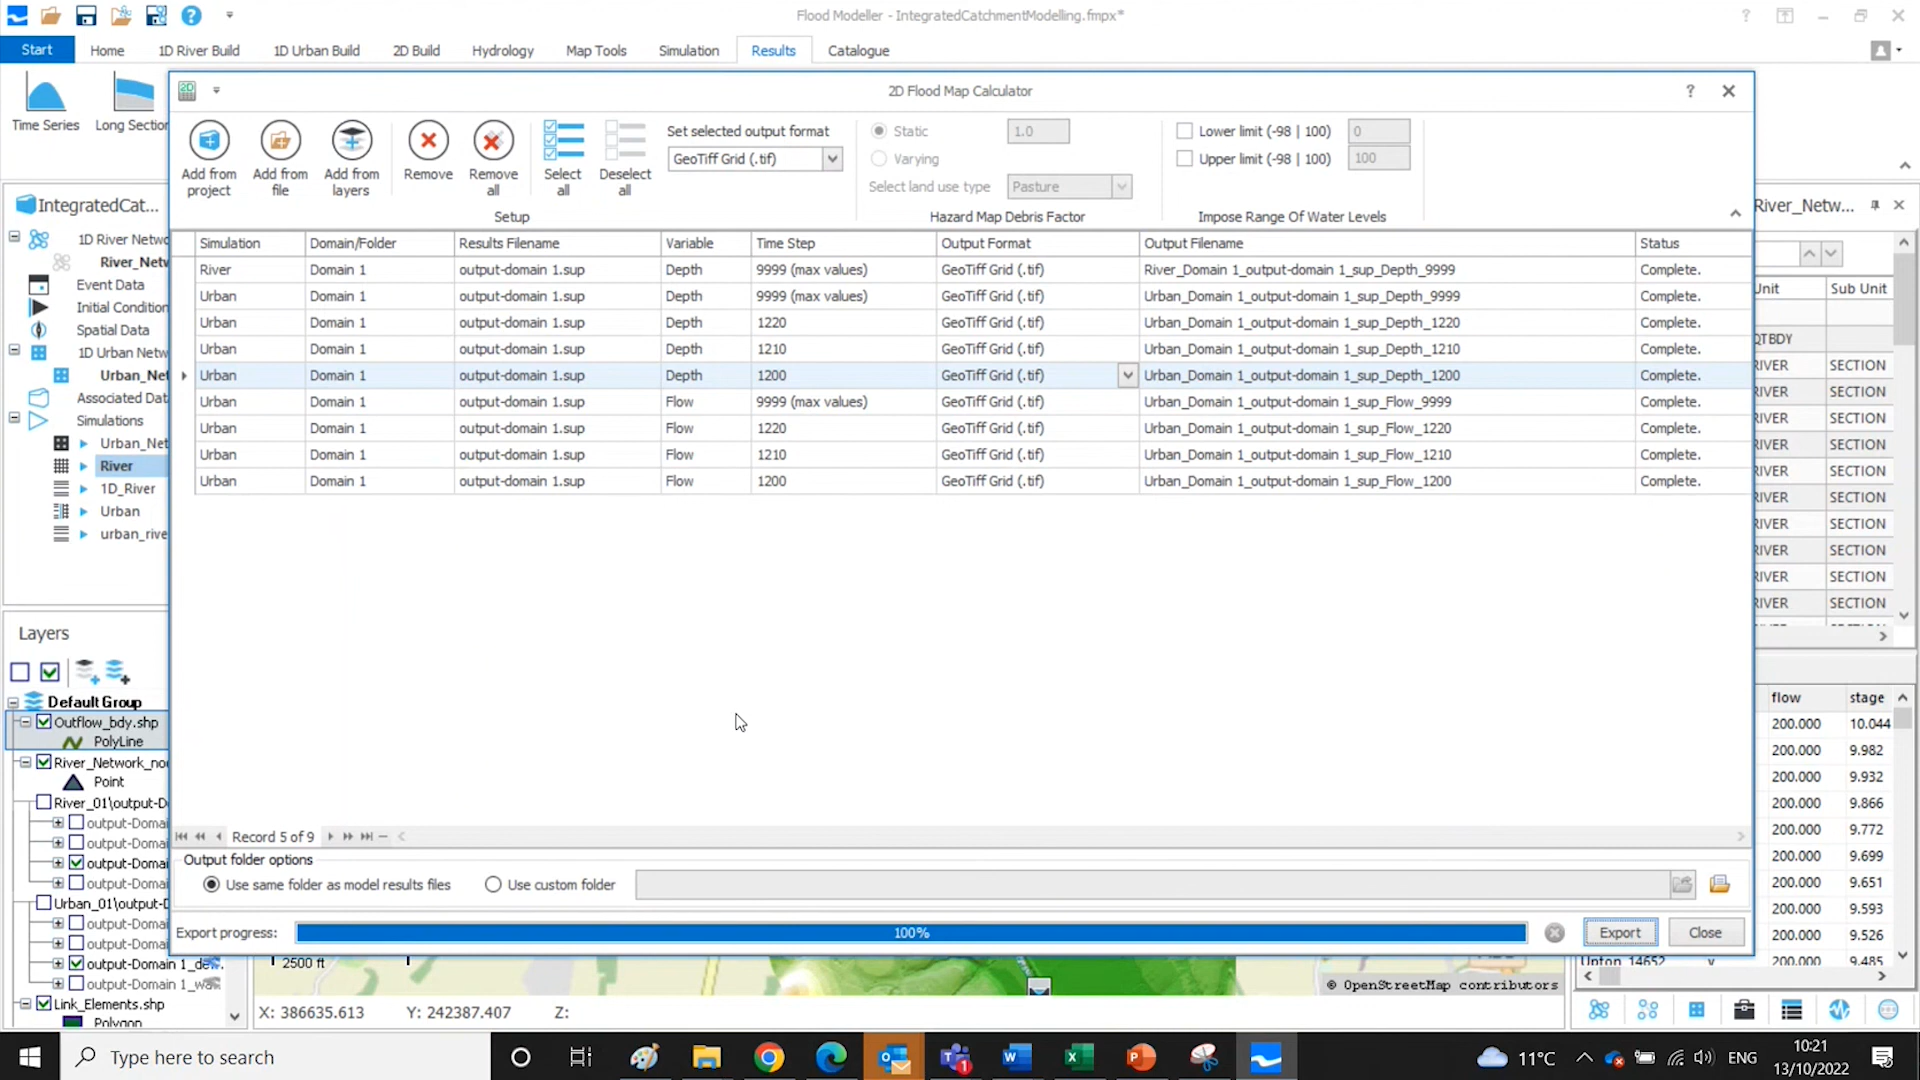 Flood Modeller - IntegratedCatchmentModelling.fmpx*
Start Home 1D River Build 1D Urban Build 2D Build Hydrology Map Tools Simulation Results Catalogue
Time Series
Long Section
2D
2D Flood Map Calculator
Add from project
Add from file
Add from layers
Remove
Remove all
Select all
Deselect all
Set selected output format
GeoTiff Grid (.tif)
Setup
Static 1.0
Varying
Select land use type Pasture
Hazard Map Debris Factor
Lower limit (-98 | 100) 0
Upper limit (-98 | 100) 100
Impose Range Of Water Levels
Simulation Domain/Folder Results Filename Variable Time Step Output Format Output Filename Status
River Domain 1 output-domain 1.sup Depth 9999 (max values) GeoTiff Grid (.tif) River_Domain 1_output-domain 1_sup_Depth_9999 Complete.
Urban Domain 1 output-domain 1.sup Depth 9999 (max values) GeoTiff Grid (.tif) Urban_Domain 1_output-domain 1_sup_Depth_9999 Complete.
Urban Domain 1 output-domain 1.sup Depth 1220 GeoTiff Grid (.tif) Urban_Domain 1_output-domain 1_sup_Depth_1220 Complete.
Urban Domain 1 output-domain 1.sup Depth 1210 GeoTiff Grid (.tif) Urban_Domain 1_output-domain 1_sup_Depth_1210 Complete.
Urban Domain 1 output-domain 1.sup Depth 1200 GeoTiff Grid (.tif) Urban_Domain 1_output-domain 1_sup_Depth_1200 Complete.
Urban Domain 1 output-domain 1.sup Flow 9999 (max values) GeoTiff Grid (.tif) Urban_Domain 1_output-domain 1_sup_Flow_9999 Complete.
Urban Domain 1 output-domain 1.sup Flow 1220 GeoTiff Grid (.tif) Urban_Domain 1_output-domain 1_sup_Flow_1220 Complete.
Urban Domain 1 output-domain 1.sup Flow 1210 GeoTiff Grid (.tif) Urban_Domain 1_output-domain 1_sup_Flow_1210 Complete.
Urban Domain 1 output-domain 1.sup Flow 1200 GeoTiff Grid (.tif) Urban_Domain 1_output-domain 1_sup_Flow_1200 Complete.
Record 5 of 9
Output folder options
Use same folder as model results files Use custom folder
Export progress: 100% Export Close
IntegratedCat...
1D River Netwo
River_Netw
Event Data
Initial Condition
Spatial Data
1D Urban Netw
Urban_Net
Associated Data
Simulations
Urban_Net
River
1D_River
Urban
urban_rive
Layers
Default Group
Outflow_bdy.shp
PolyLine
River_Network_no
Point
River_01\output-D
output-Domai
output-Domai
output-Domai
output-Domai
Urban_01\output-D
output-Domai
output-Domai
output-Domain 1_de
output-Domain 1_wa
Link_Elements.shp
Polygon
River_Netw...
Unit Sub Unit
QTBDY
RIVER SECTION
RIVER SECTION
RIVER SECTION
RIVER SECTION
RIVER SECTION
RIVER SECTION
RIVER SECTION
RIVER SECTION
RIVER SECTION
RIVER SECTION
flow stage
200.000 10.044
200.000 9.982
200.000 9.932
200.000 9.866
200.000 9.772
200.000 9.699
200.000 9.651
200.000 9.593
200.000 9.526
Upton 14652 200.000 9.485
2500 ft
© OpenStreetMap contributors
X: 386635.613 Y: 242387.407 Z:
Type here to search
1
11°C
ENG
10:21
13/10/2022